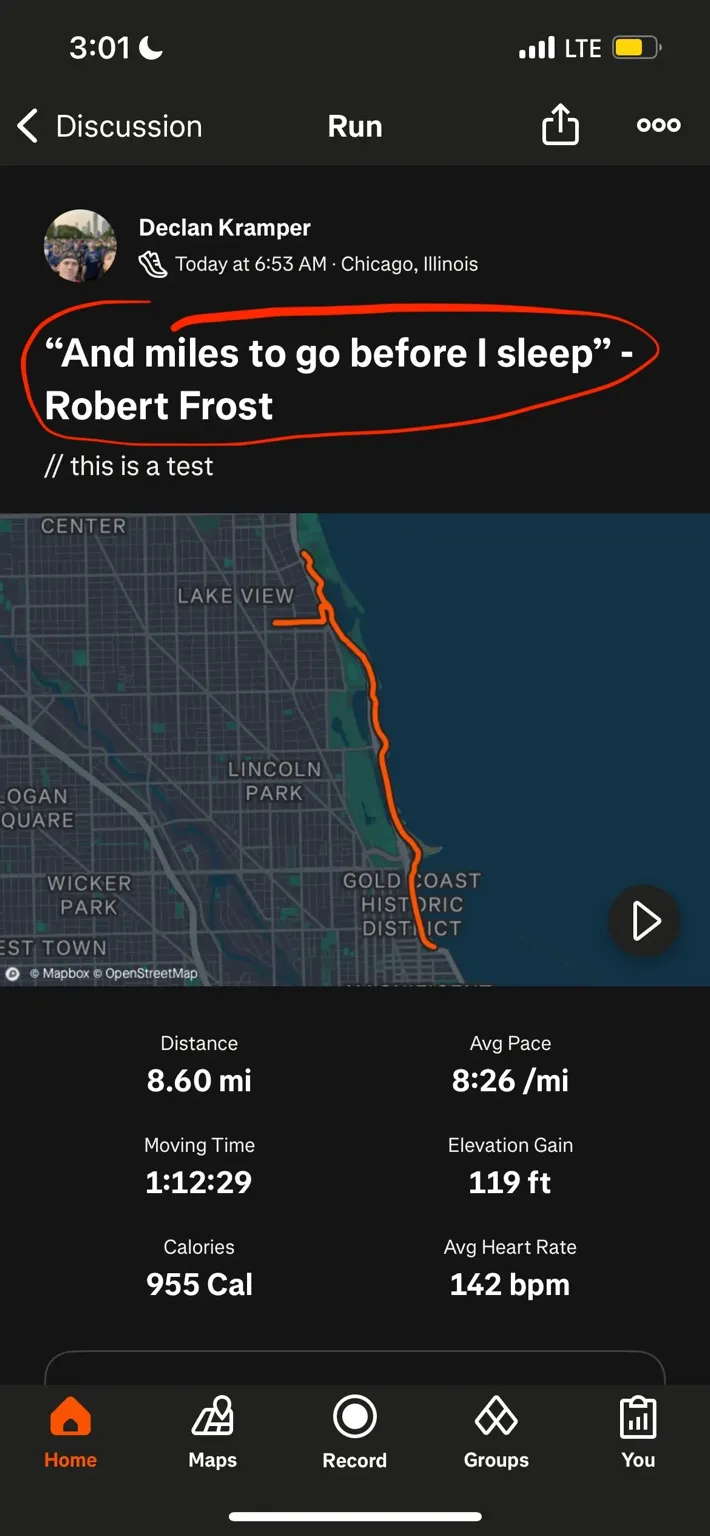 3:01
LTE
Discussion
Run
Declan Kramper
Today at 6:53 AM · Chicago, Illinois
“And miles to go before I sleep” -
Robert Frost
// this is a test
CENTER
LAKE VIEW
LINCOLN
PARK
LOGAN
QUARE
WICKER
PARK
GOLD COAST
HISTORIC
DISTRICT
EST TOWN
© Mapbox © OpenStreetMap
Distance
8.60 mi
Avg Pace
8:26 /mi
Moving Time
1:12:29
Elevation Gain
119 ft
Calories
955 Cal
Avg Heart Rate
142 bpm
Home
Maps
Record
Groups
You